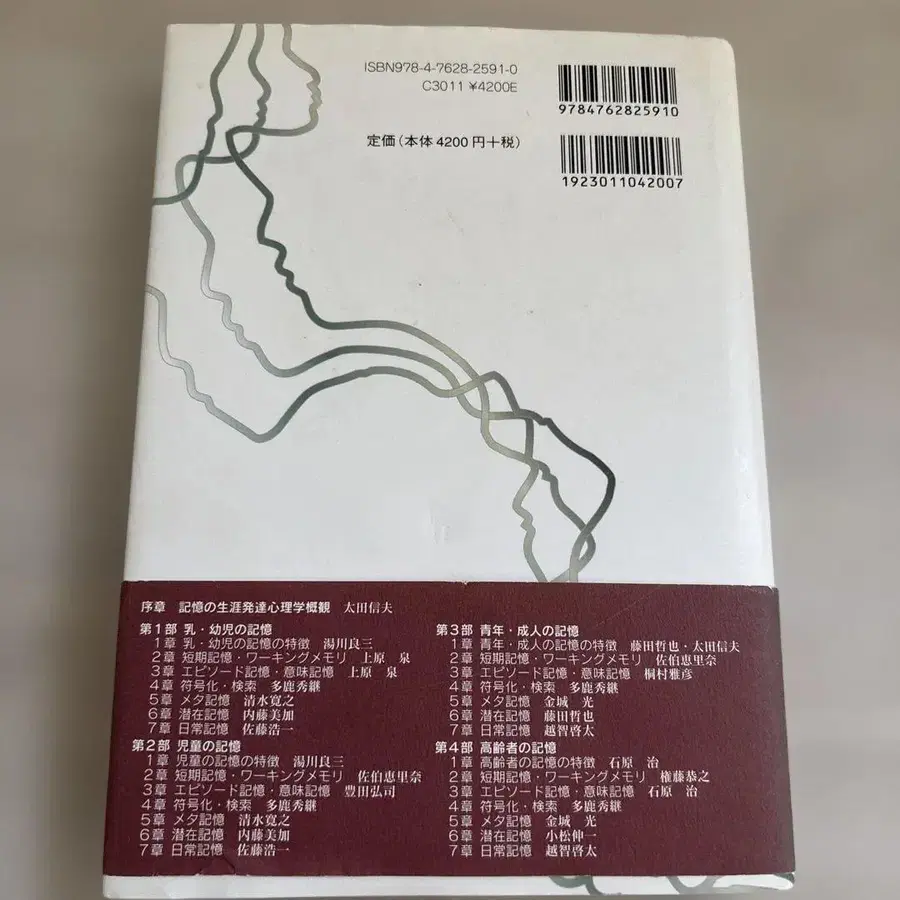 ISBN978-4-7628-2591-0
C3011 ¥4200E
定価(本体4200円+税)
9784762825910
1923011042007
序章 記憶の生涯発達心理学概観 太田信夫
第1部 乳・幼児の記憶
1章 乳・幼児の記憶の特徴 湯川良三
2章 短期記憶・ワーキングメモリ 上原 泉
3章 エピソード記憶・意味記憶 上原 泉
4章 符号化・検索 多鹿秀継
5章 メタ記憶 清水寛之
6章 潜在記憶 内藤美加
7章 日常記憶 佐藤浩一
第2部 児童の記憶
1章 児童の記憶の特徴 湯川良三
2章 短期記憶・ワーキングメモリ 佐伯恵里奈
3章 エピソード記憶・意味記憶 豊田弘司
4章 符号化・検索 多鹿秀継
5章 メタ記憶 清水寛之
6章 潜在記憶 内藤美加
7章 日常記憶 佐藤浩一
第3部 青年・成人の記憶
1章 青年・成人の記憶の特徴 藤田哲也・太田信夫
2章 短期記憶・ワーキングメモリ 佐伯恵里奈
3章 エピソード記憶・意味記憶 桐村雅彦
4章 符号化・検索 多鹿秀継
5章 メタ記憶 金城 光
6章 潜在記憶 藤田哲也
7章 日常記憶 越智啓太
第4部 高齢者の記憶
1章 高齢者の記憶の特徴 石原 治
2章 短期記憶・ワーキングメモリ 権藤恭之
3章 エピソード記憶・意味記憶 石原 治
4章 符号化・検索 多鹿秀継
5章 メタ記憶 金城 光
6章 潜在記憶 小松伸一
7章 日常記憶 越智啓太